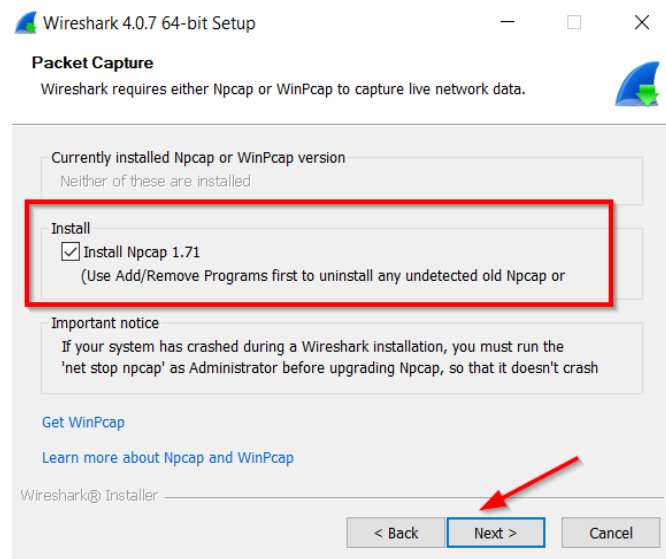 Wireshark 4.0.7 64-bit Setup
Packet Capture
Wireshark requires either Npcap or WinPcap to capture live network data.
Currently installed Npcap or WinPcap version
Neither of these are installed
Install
Install Npcap 1.71
(Use Add/Remove Programs first to uninstall any undetected old Npcap or
Important notice
If your system has crashed during a Wireshark installation, you must run the
'net stop npcap' as Administrator before upgrading Npcap, so that it doesn't crash
Get WinPcap
Learn more about Npcap and WinPcap
Wireshark® Installer
< Back Next > Cancel